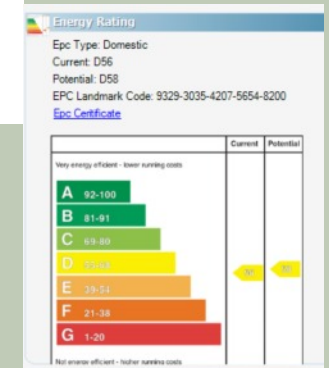 Energy Rating
Epc Type: Domestic
Current: D56
Potential: D58
EPC Landmark Code: 9329-3035-4207-5654-8200
Epc Certificate
Current Potential
Very energy efficient - lower running costs
A 92-100
B 81-91
C 69-80
D
E 39-54
F 21-38
G 1-20
Not energy efficient - higher running costs